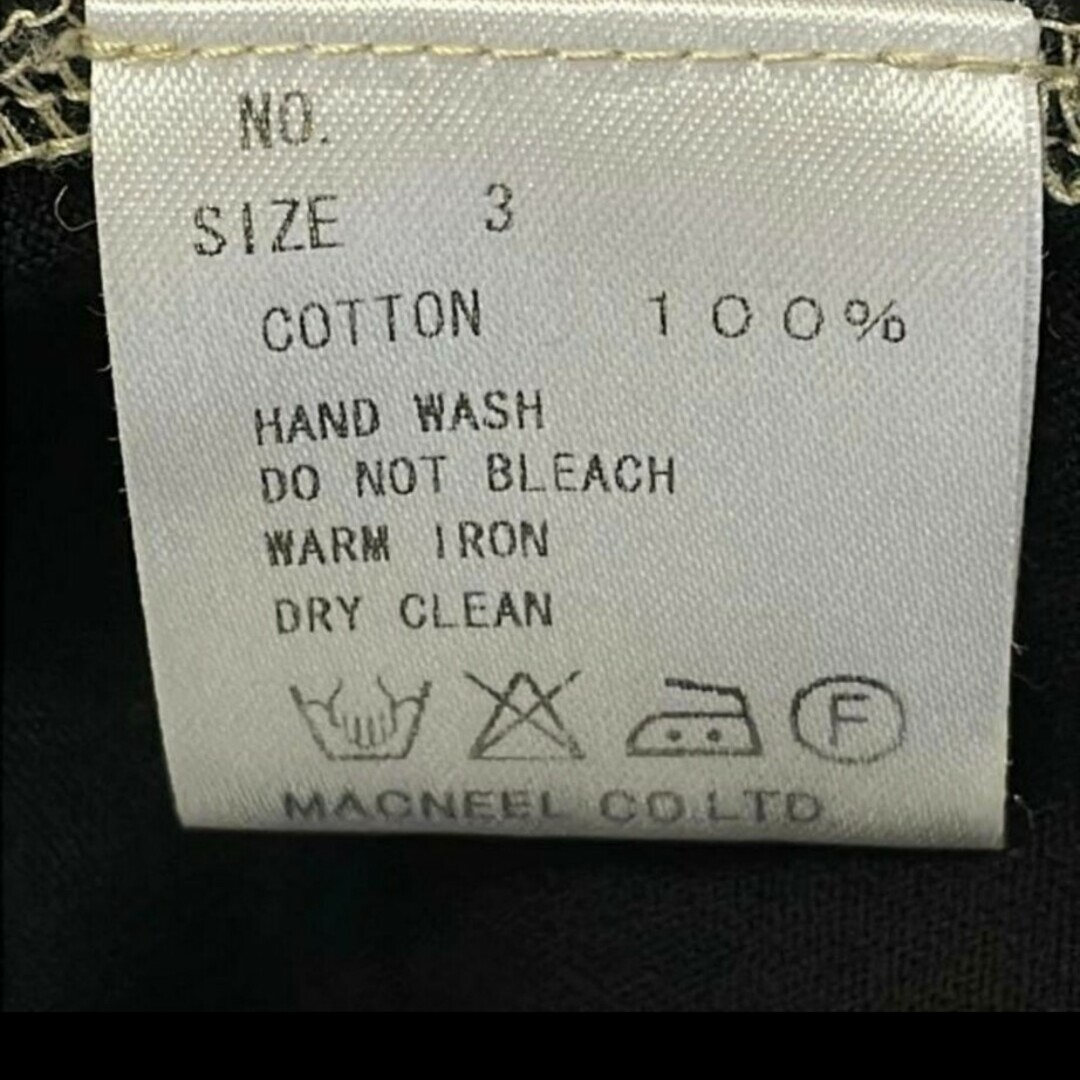 NO.
SIZE 3
COTTON 100%
HAND WASH
DO NOT BLEACH
WARM IRON
DRY CLEAN
F
MACNEEL CO.LTD